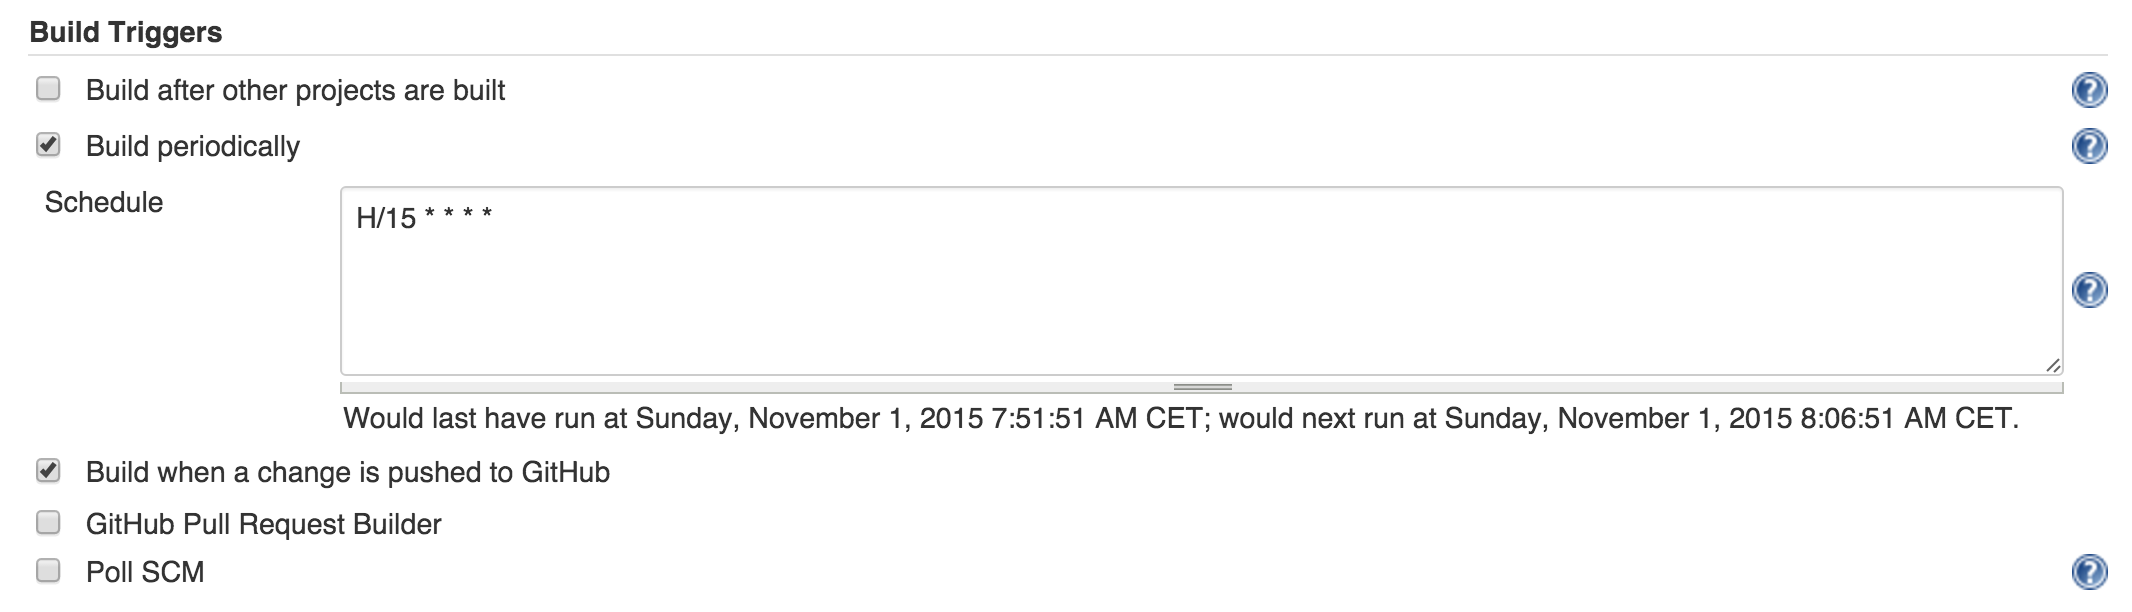 Build Triggers
Build after other projects are built
?
Build periodically
?
Schedule
H/15 * * * *
?
Would last have run at Sunday, November 1, 2015 7:51:51 AM CET; would next run at Sunday, November 1, 2015 8:06:51 AM CET.
Build when a change is pushed to GitHub
GitHub Pull Request Builder
Poll SCM
?